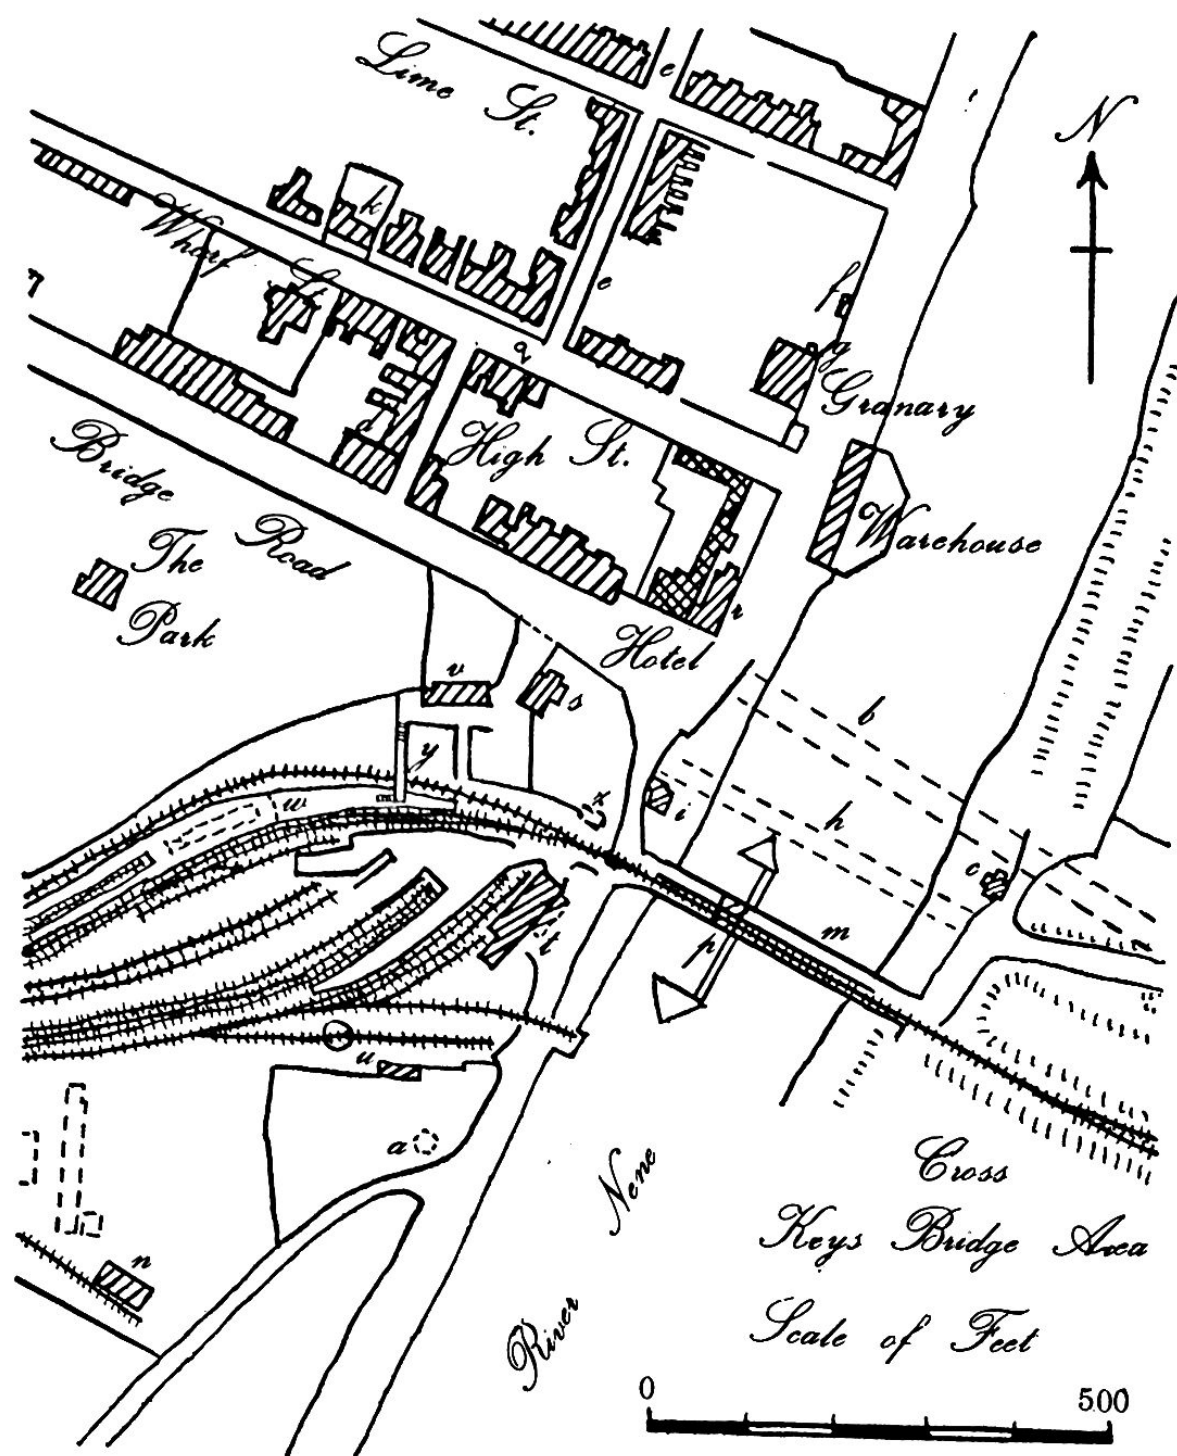 Lime St.
e
N
k
Wharf St.
e
f
g
Granary
q
d
High St.
Bridge Road
Warehouse
The
Park
Hotel
r
v
s
b
y
w
x
i
h
c
m
p
t
u
a
n
River Nene
Cross
Keys Bridge Area
Scale of Feet
0 500